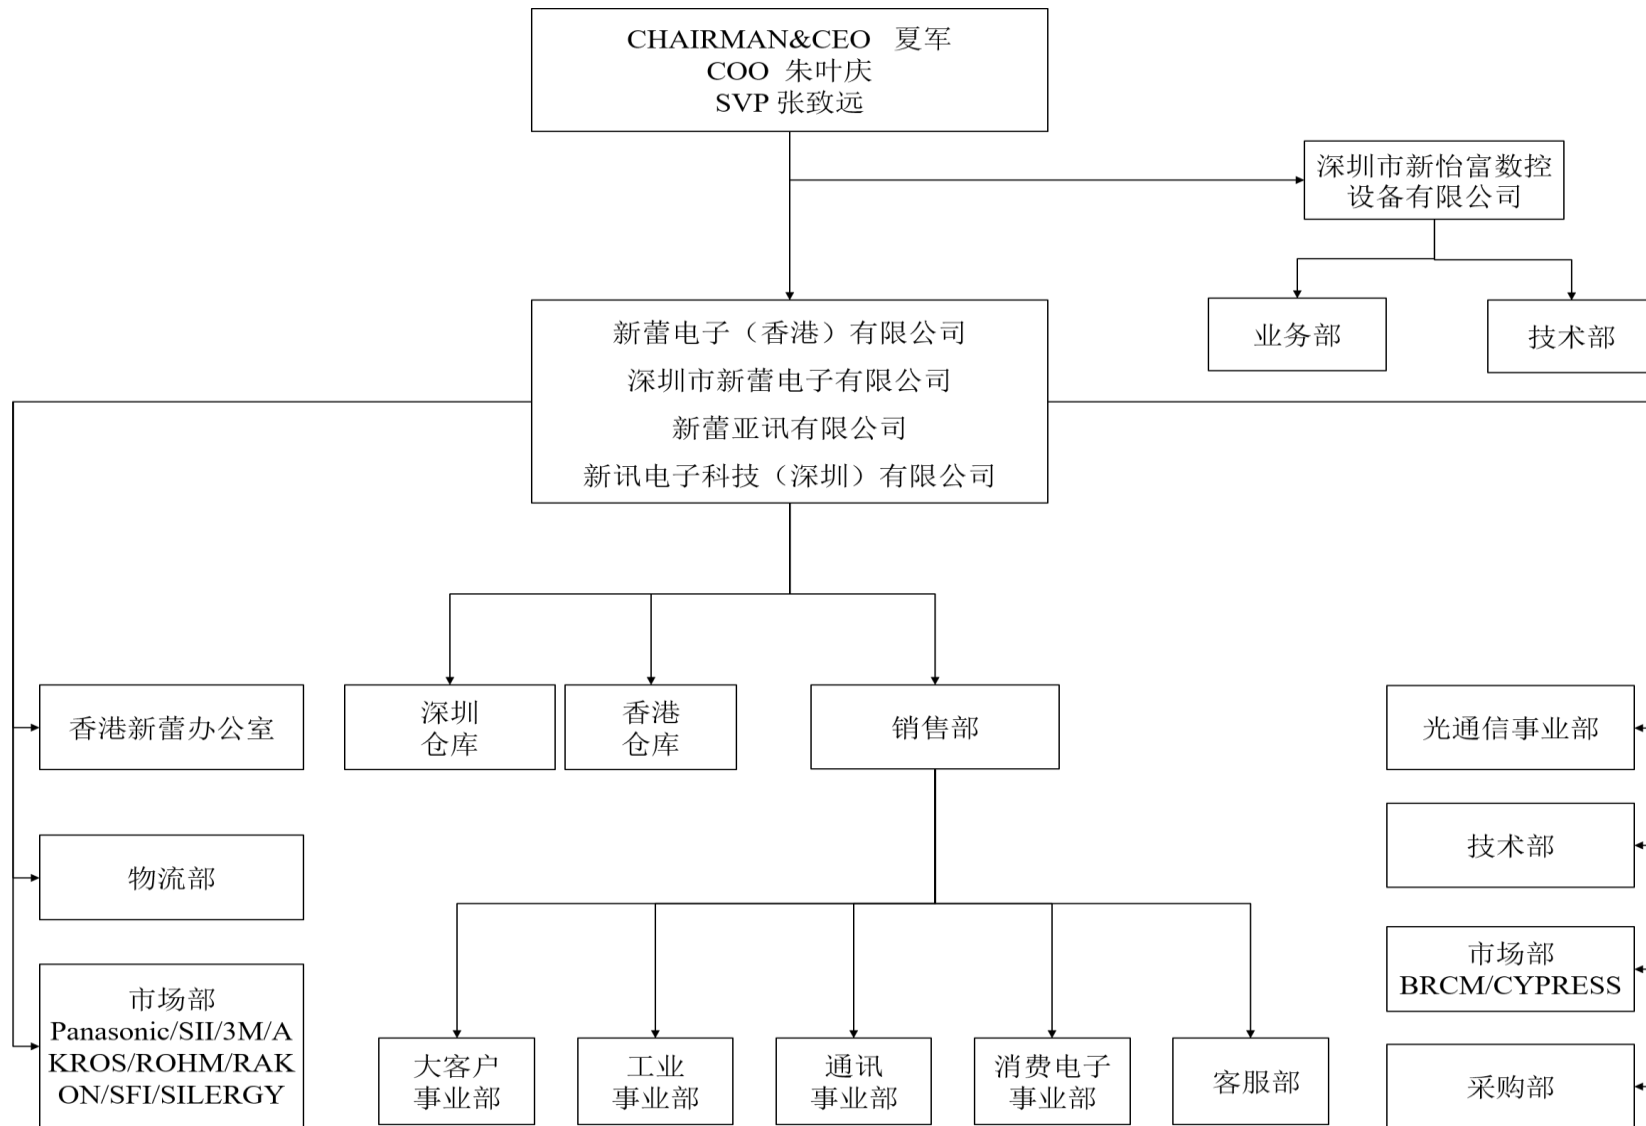 CHAIRMAN&CEO 夏军
COO 朱叶庆
SVP 张致远
深圳市新怡富数控
设备有限公司
业务部
技术部
新蕾电子（香港）有限公司
深圳市新蕾电子有限公司
新蕾亚讯有限公司
新讯电子科技（深圳）有限公司
香港新蕾办公室
深圳
仓库
香港
仓库
销售部
光通信事业部
物流部
技术部
市场部
Panasonic/SII/3M/A
KROS/ROHM/RAK
ON/SFI/SILERGY
市场部
BRCM/CYPRESS
大客户
事业部
工业
事业部
通讯
事业部
消费电子
事业部
客服部
采购部